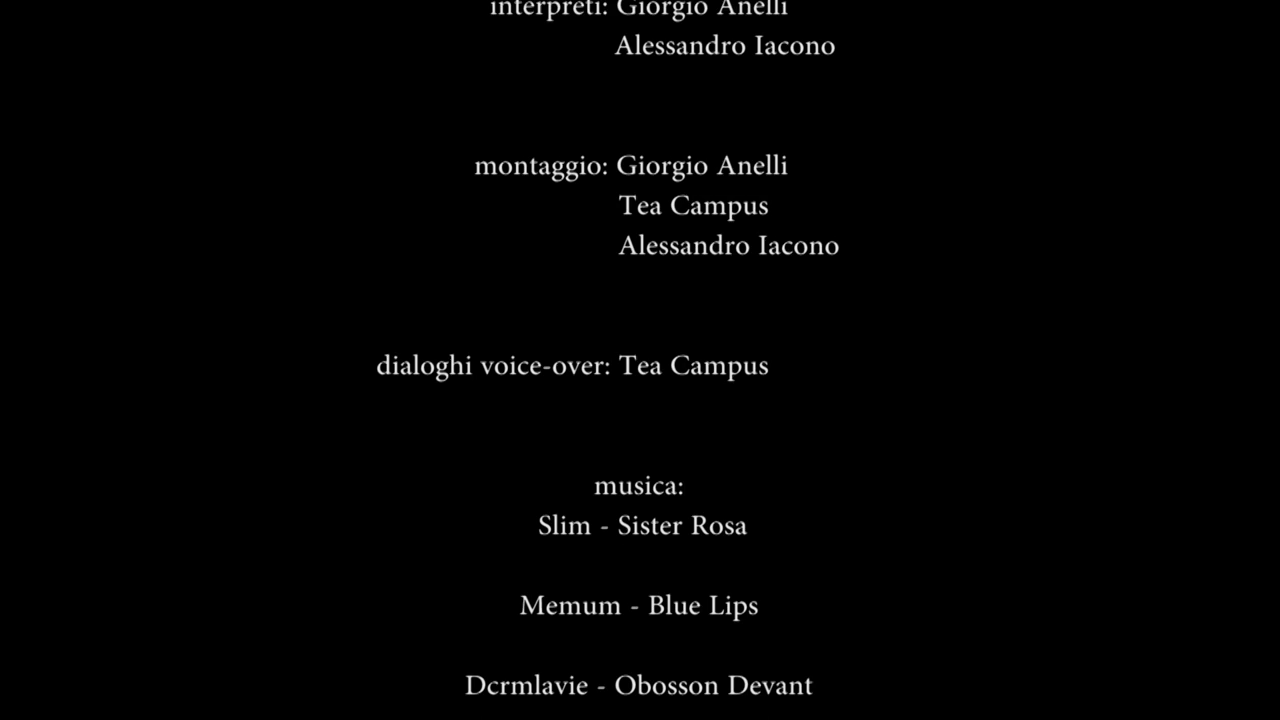 interpreti: Giorgio Anelli
Alessandro Iacono
montaggio: Giorgio Anelli
Tea Campus
Alessandro Iacono
dialoghi voice-over: Tea Campus
musica:
Slim - Sister Rosa
Memum - Blue Lips
Dcrmlavie - Obosson Devant